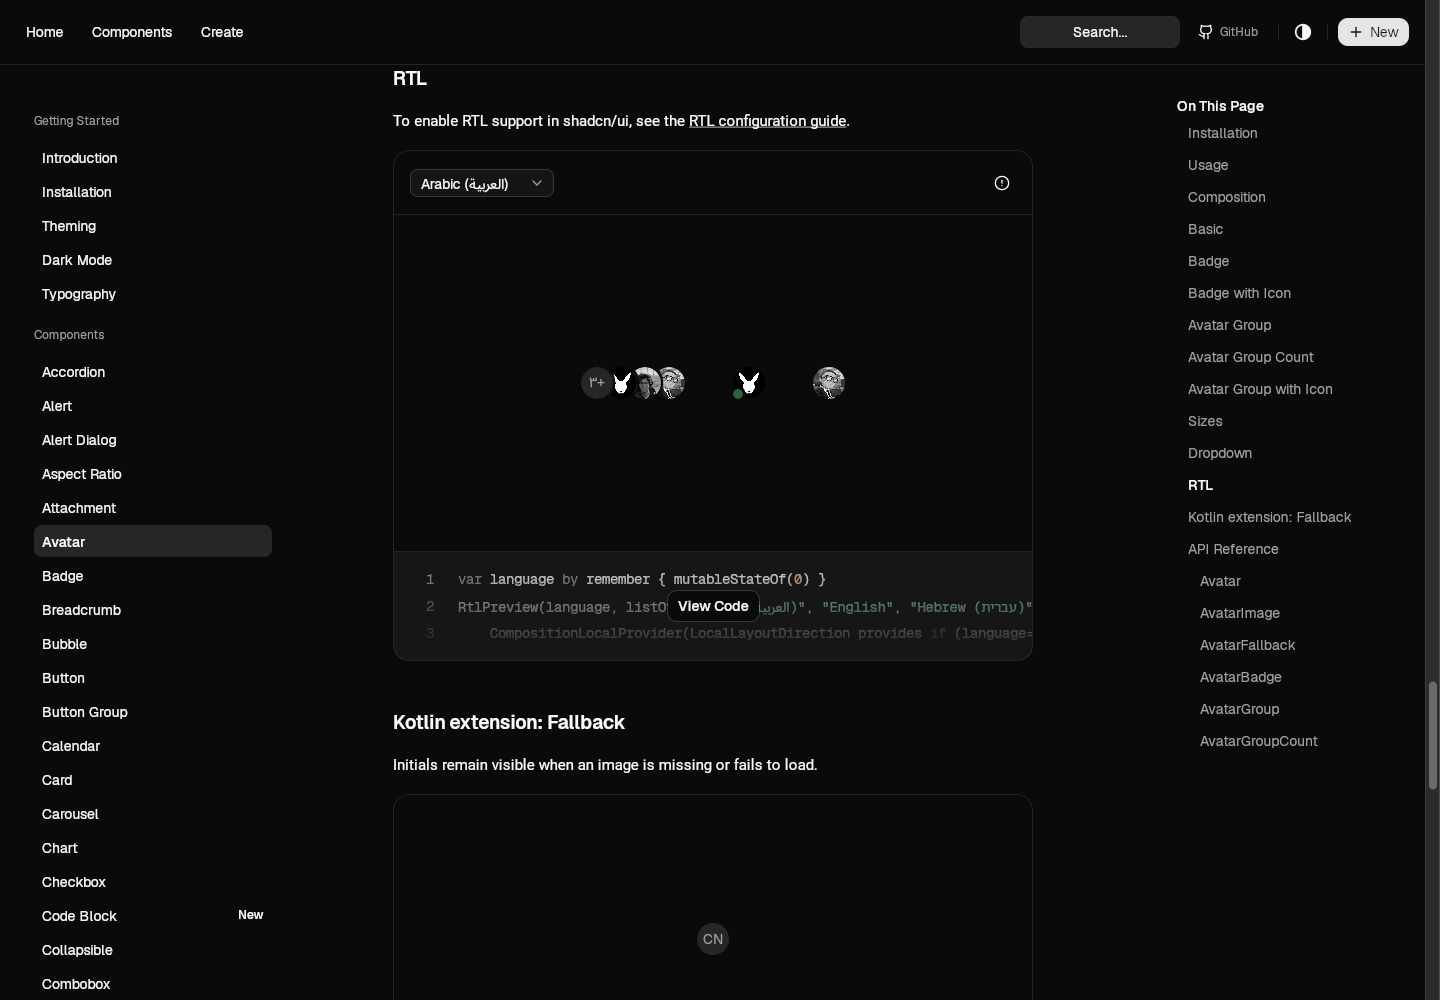 Home
Components
Create
Search...
GitHub
New
Getting Started
Introduction
Installation
Theming
Dark Mode
Typography
Components
Accordion
Alert
Alert Dialog
Aspect Ratio
Attachment
Avatar
Badge
Breadcrumb
Bubble
Button
Button Group
Calendar
Card
Carousel
Chart
Checkbox
Code Block
New
Collapsible
Combobox
RTL
To enable RTL support in shadcn/ui, see the RTL configuration guide.
Arabic (العربية)
+٣
1 var language by remember { mutableStateOf(0) }
2 RtlPreview(language, العربية)", "English", "Hebrew (עברית)"
View Code
3 CompositionLocalProvider(LocalLayoutDirection provides if (language=
Kotlin extension: Fallback
Initials remain visible when an image is missing or fails to load.
CN
On This Page
Installation
Usage
Composition
Basic
Badge
Badge with Icon
Avatar Group
Avatar Group Count
Avatar Group with Icon
Sizes
Dropdown
RTL
Kotlin extension: Fallback
API Reference
Avatar
AvatarImage
AvatarFallback
AvatarBadge
AvatarGroup
AvatarGroupCount